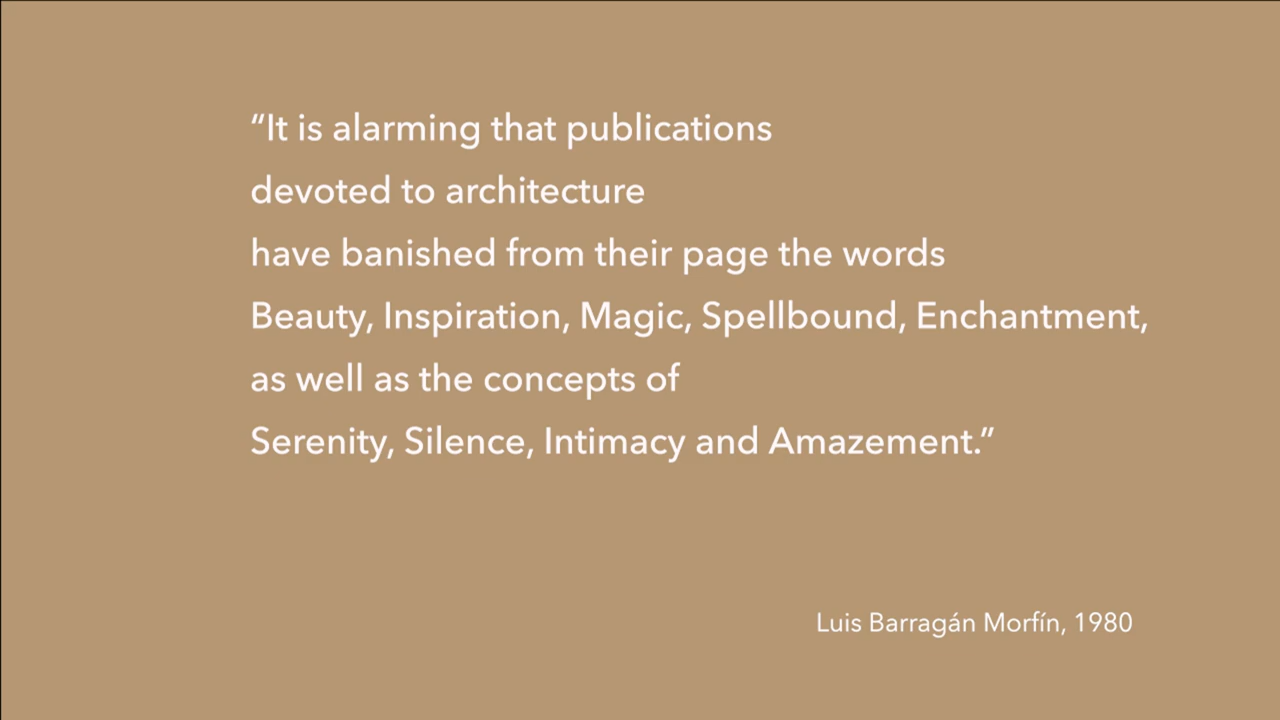 “It is alarming that publications
devoted to architecture
have banished from their page the words
Beauty, Inspiration, Magic, Spellbound, Enchantment,
as well as the concepts of
Serenity, Silence, Intimacy and Amazement.”
Luis Barragán Morfín, 1980